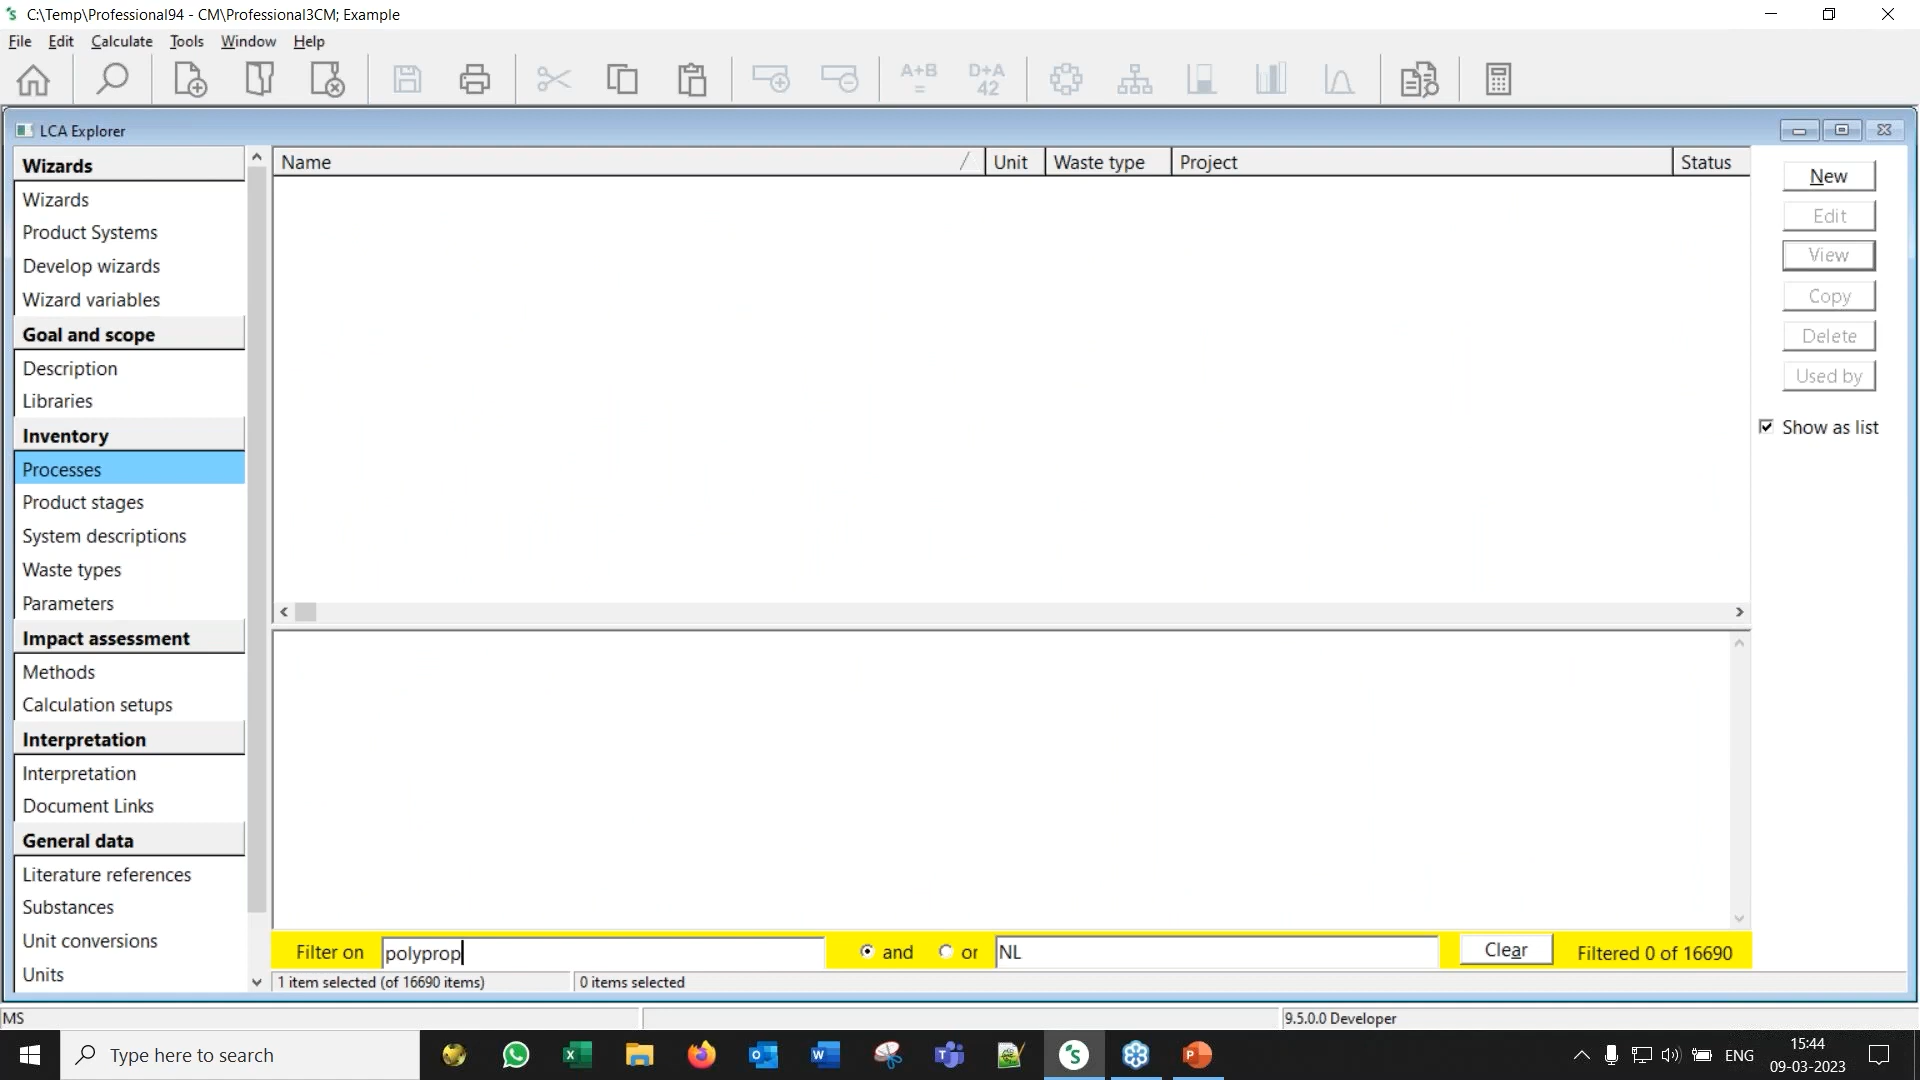 C:\Temp\Professional94 - CM\Professional3CM; Example
File Edit Calculate Tools Window Help
A+B
=
D+A
42
LCA Explorer
Wizards
Wizards
Product Systems
Develop wizards
Wizard variables
Goal and scope
Description
Libraries
Inventory
Processes
Product stages
System descriptions
Waste types
Parameters
Impact assessment
Methods
Calculation setups
Interpretation
Interpretation
Document Links
General data
Literature references
Substances
Unit conversions
Units
Name Unit Waste type Project Status
New
Edit
View
Copy
Delete
Used by
Show as list
Filter on polyprop and or NL Clear Filtered 0 of 16690
1 item selected (of 16690 items) 0 items selected
MS 9.5.0.0 Developer
Type here to search
ENG
15:44
09-03-2023